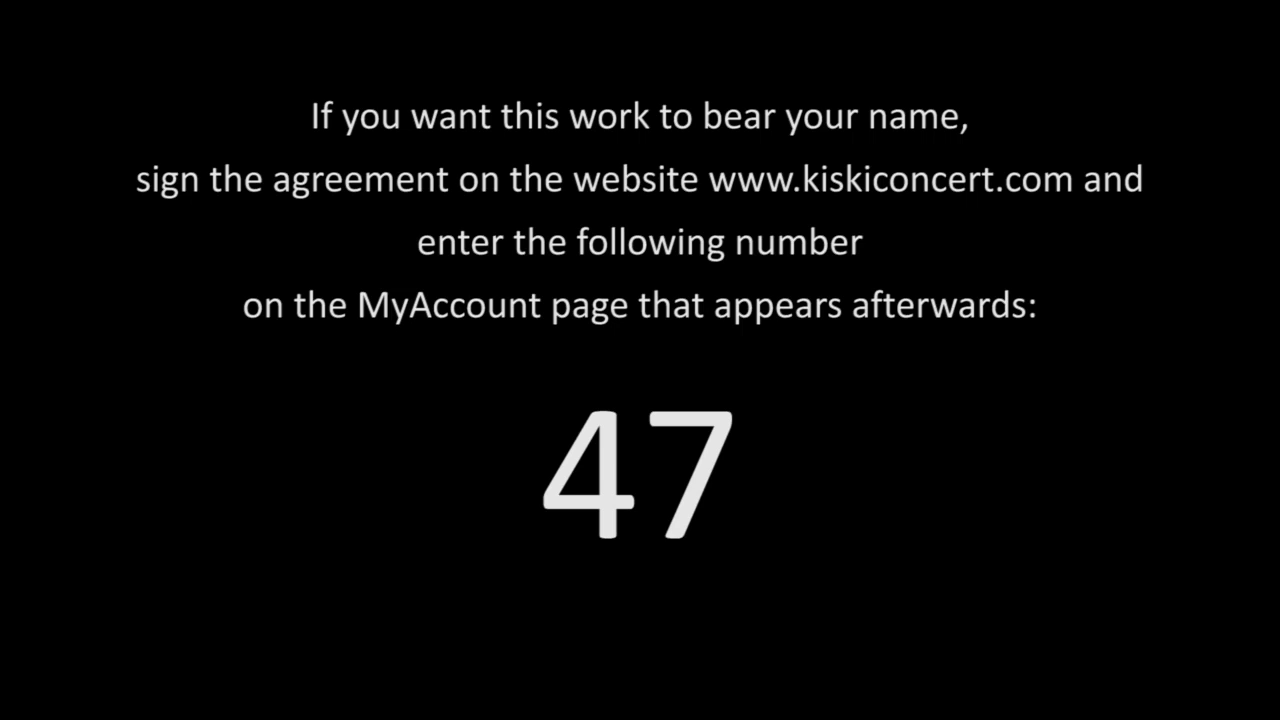 If you want this work to bear your name,
sign the agreement on the website www.kiskiconcert.com and
enter the following number
on the MyAccount page that appears afterwards:
47